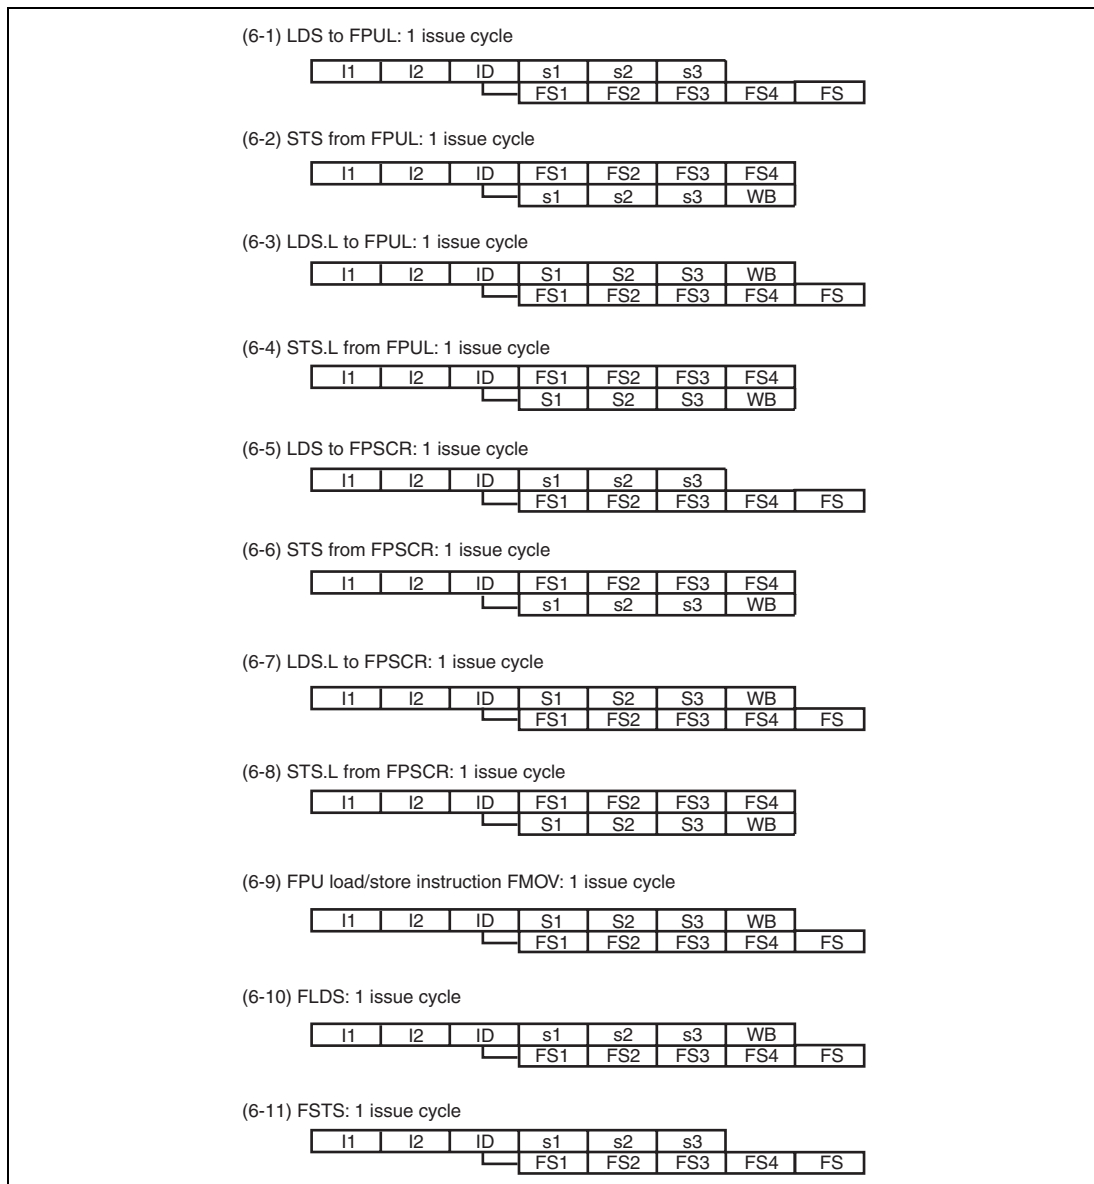 (6-1) LDS to FPUL: 1 issue cycle
I1 I2 ID s1 s2 s3
FS1 FS2 FS3 FS4 FS
(6-2) STS from FPUL: 1 issue cycle
I1 I2 ID FS1 FS2 FS3 FS4
s1 s2 s3 WB
(6-3) LDS.L to FPUL: 1 issue cycle
I1 I2 ID S1 S2 S3 WB
FS1 FS2 FS3 FS4 FS
(6-4) STS.L from FPUL: 1 issue cycle
I1 I2 ID FS1 FS2 FS3 FS4
S1 S2 S3 WB
(6-5) LDS to FPSCR: 1 issue cycle
I1 I2 ID s1 s2 s3
FS1 FS2 FS3 FS4 FS
(6-6) STS from FPSCR: 1 issue cycle
I1 I2 ID FS1 FS2 FS3 FS4
s1 s2 s3 WB
(6-7) LDS.L to FPSCR: 1 issue cycle
I1 I2 ID S1 S2 S3 WB
FS1 FS2 FS3 FS4 FS
(6-8) STS.L from FPSCR: 1 issue cycle
I1 I2 ID FS1 FS2 FS3 FS4
S1 S2 S3 WB
(6-9) FPU load/store instruction FMOV: 1 issue cycle
I1 I2 ID S1 S2 S3 WB
FS1 FS2 FS3 FS4 FS
(6-10) FLDS: 1 issue cycle
I1 I2 ID s1 s2 s3 WB
FS1 FS2 FS3 FS4 FS
(6-11) FSTS: 1 issue cycle
I1 I2 ID s1 s2 s3
FS1 FS2 FS3 FS4 FS